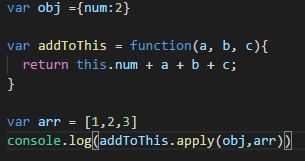 var obj ={num:2}
var addToThis = function(a, b, c){
return this.num + a + b + c;
}
var arr = [1,2,3]
console.log(addToThis.apply(obj,arr))